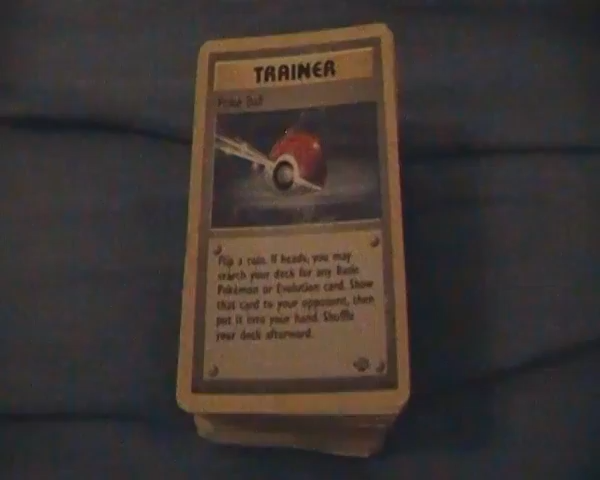 TRAINER
Poké Ball
Flip a coin. If heads, you may
search your deck for any Basic
Pokémon or Evolution card. Show
that card to your opponent, then
put it into your hand. Shuffle
your deck afterward.